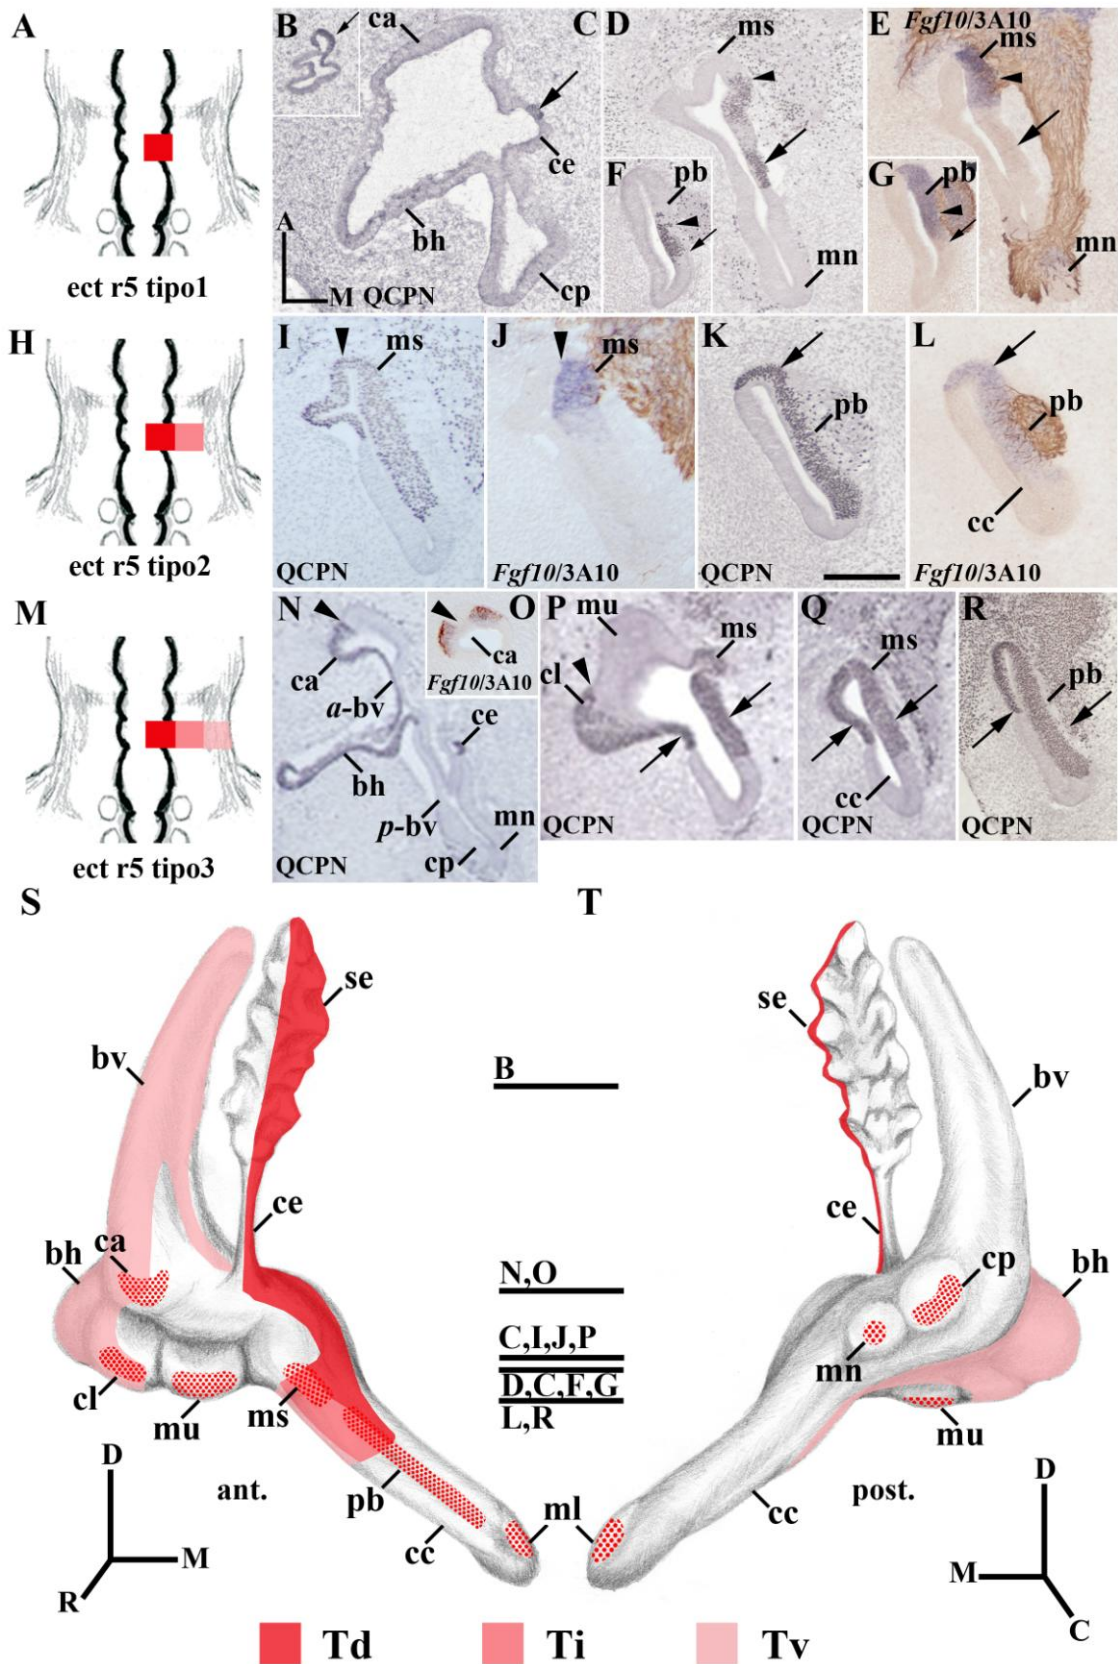 A
ect r5 tipo1
B
C
ca
ce
bh
cp
A
M
QCPN
D
ms
mn
F
pb
E
Fgf10/3A10
ms
mn
G
pb
H
ect r5 tipo2
I
ms
QCPN
J
ms
Fgf10/3A10
K
pb
QCPN
L
pb
cc
Fgf10/3A10
M
ect r5 tipo3
N
ca
a-bv
bh
ce
p-bv
cp
mn
QCPN
O
ca
Fgf10/3A10
P
mu
cl
ms
QCPN
Q
ms
cc
QCPN
R
pb
QCPN
S
se
bv
ce
ca
bh
cl
mu
ms
pb
cc
ml
ant.
D
M
R
B
N,O
C,I,J,P
D,C,F,G
L,R
T
se
bv
ce
cp
bh
mn
mu
cc
post.
D
M
C
Td Ti Tv